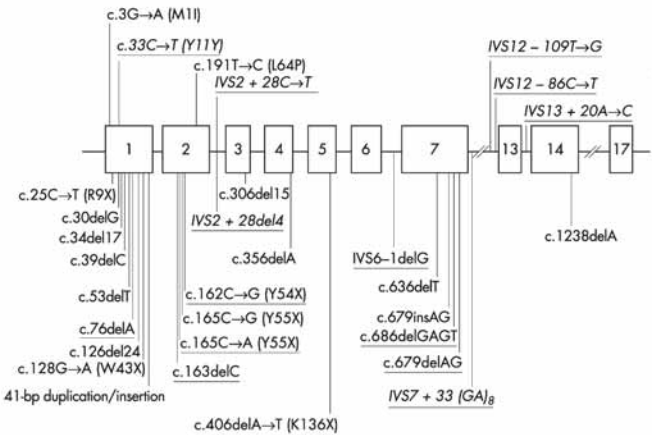 c.3G→A (M1I)
c.33C→T (Y11Y)
c.191T→C (L64P)
IVS2 + 28C→T
IVS12 – 109T→G
IVS12 – 86C→T
IVS13 + 20A→C
1 2 3 4 5 6 7 13 14 17
c.25C→T (R9X)
c.30delG
c.34del17
c.39delC
c.53delT
c.76delA
c.126del24
c.128G→A (W43X)
41-bp duplication/insertion
c.162C→G (Y54X)
c.165C→G (Y55X)
c.165C→A (Y55X)
c.163delC
c.306del15
IVS2 + 28del4
c.356delA
c.406delA→T (K136X)
IVS6–1delG
c.636delT
c.679insAG
c.686delGAGT
c.679delAG
IVS7 + 33 (GA)8
c.1238delA